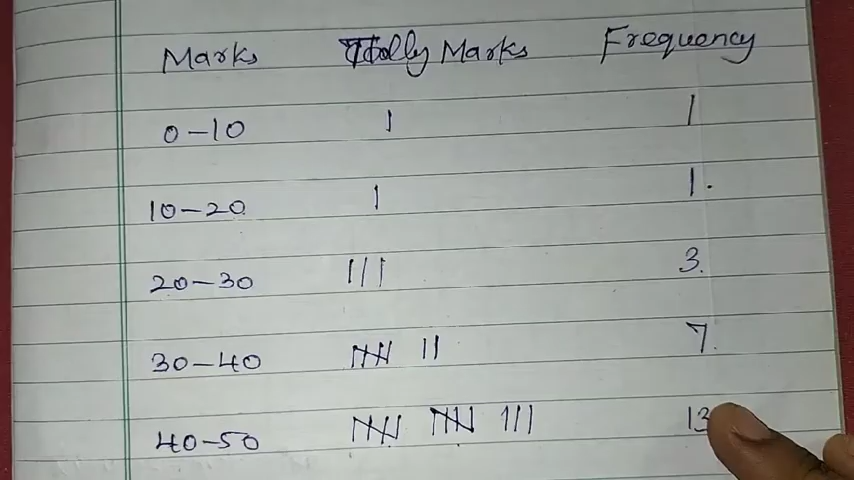 Marks Tally Marks Frequency
0-10 | 1
10-20 | 1.
20-30 ||| 3.
30-40 |||| || 7.
40-50 |||| |||| ||| 13